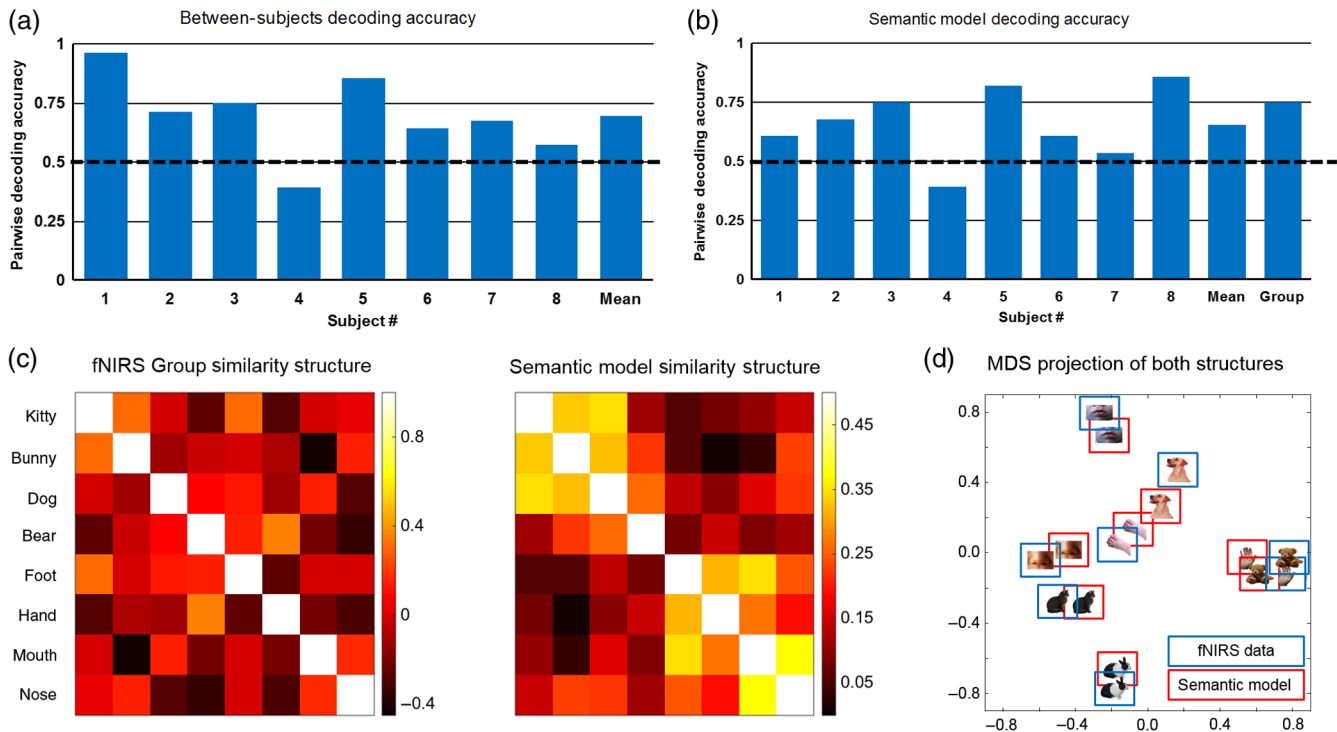 (a)
Between-subjects decoding accuracy
Pairwise decoding accuracy
1
0.75
0.5
0.25
0
1 2 3 4 5 6 7 8 Mean
Subject #
(b)
Semantic model decoding accuracy
Pairwise decoding accuracy
1
0.75
0.5
0.25
0
1 2 3 4 5 6 7 8 Mean Group
Subject #
(c)
fNIRS Group similarity structure
Kitty
Bunny
Dog
Bear
Foot
Hand
Mouth
Nose
0.8
0.4
0
−0.4
Semantic model similarity structure
0.45
0.35
0.25
0.15
0.05
(d)
MDS projection of both structures
0.8
0.4
0.0
−0.4
−0.8
fNIRS data
Semantic model
−0.8 −0.4 0.0 0.4 0.8